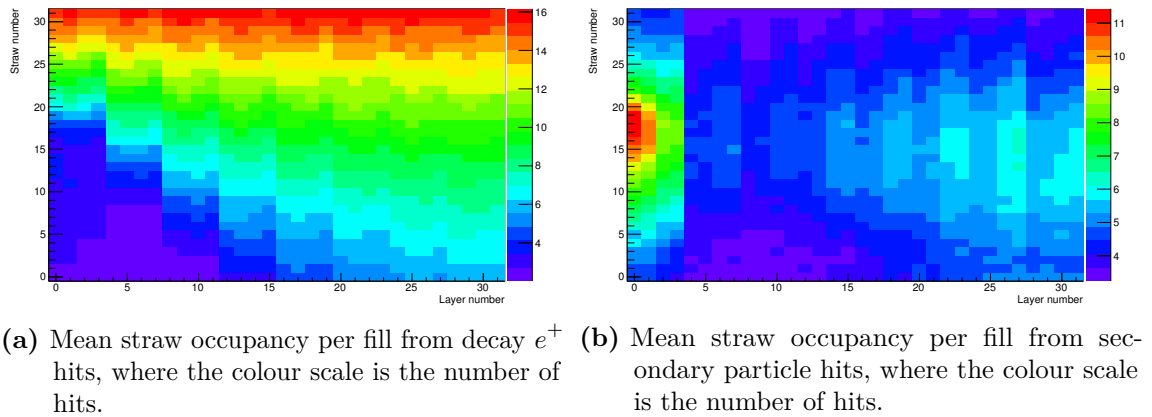 Straw number
30
25
20
15
10
5
0
0 5 10 15 20 25 30
Layer number
16
14
12
10
8
6
4
Straw number
30
25
20
15
10
5
0
0 5 10 15 20 25 30
Layer number
11
10
9
8
7
6
5
4
(a) Mean straw occupancy per fill from decay e+
hits, where the colour scale is the number of
hits.
(b) Mean straw occupancy per fill from sec-
ondary particle hits, where the colour scale
is the number of hits.